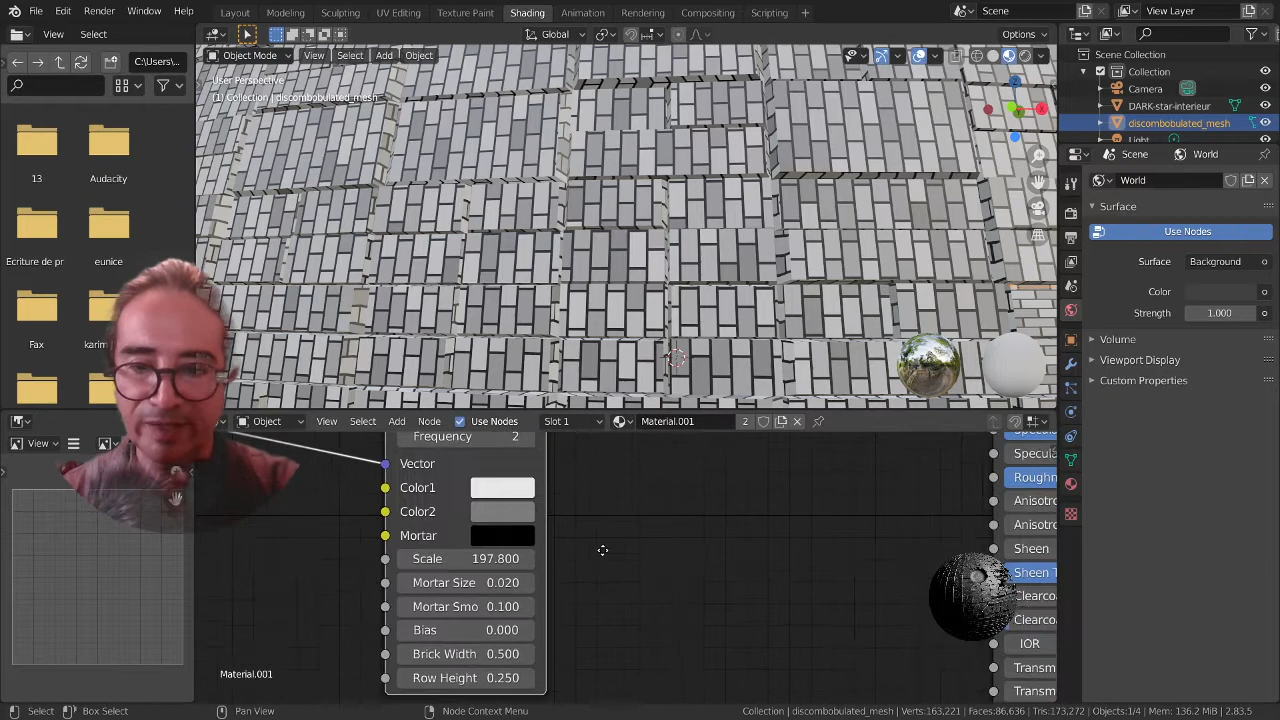 File Edit Render Window Help Layout Modeling Sculpting UV Editing Texture Paint Shading Animation Rendering Compositing Scripting Scene View Layer
View Select Global Options
C:\Users\... Object Mode View Select Add Object
User Perspective
(1) Collection | discombobulated_mesh
Scene Collection
Collection
Camera
DARK-star-interieur
discombobulated_mesh
Light
Scene World
World
Surface
Use Nodes
Surface Background
Color
Strength 1.000
Volume
Viewport Display
Custom Properties
13 Audacity
Ecriture de pr eunice
Fax karim
View
Object View Select Add Node Use Nodes Slot 1 Material.001 2
Frequency 2
Vector
Color1
Color2
Mortar
Scale 197.800
Mortar Size 0.020
Mortar Smo 0.100
Bias 0.000
Brick Width 0.500
Row Height 0.250
Specula
Roughn
Anisotro
Anisotro
Sheen
Sheen T
Clearcoa
Clearcoa
IOR
Transm
Transm
Material.001
Select Box Select Pan View Node Context Menu Collection | discombobulated_mesh | Verts:163,221 | Faces:86,636 | Tris:173,272 | Objects:1/4 | Mem: 136.2 MiB | 2.83.5